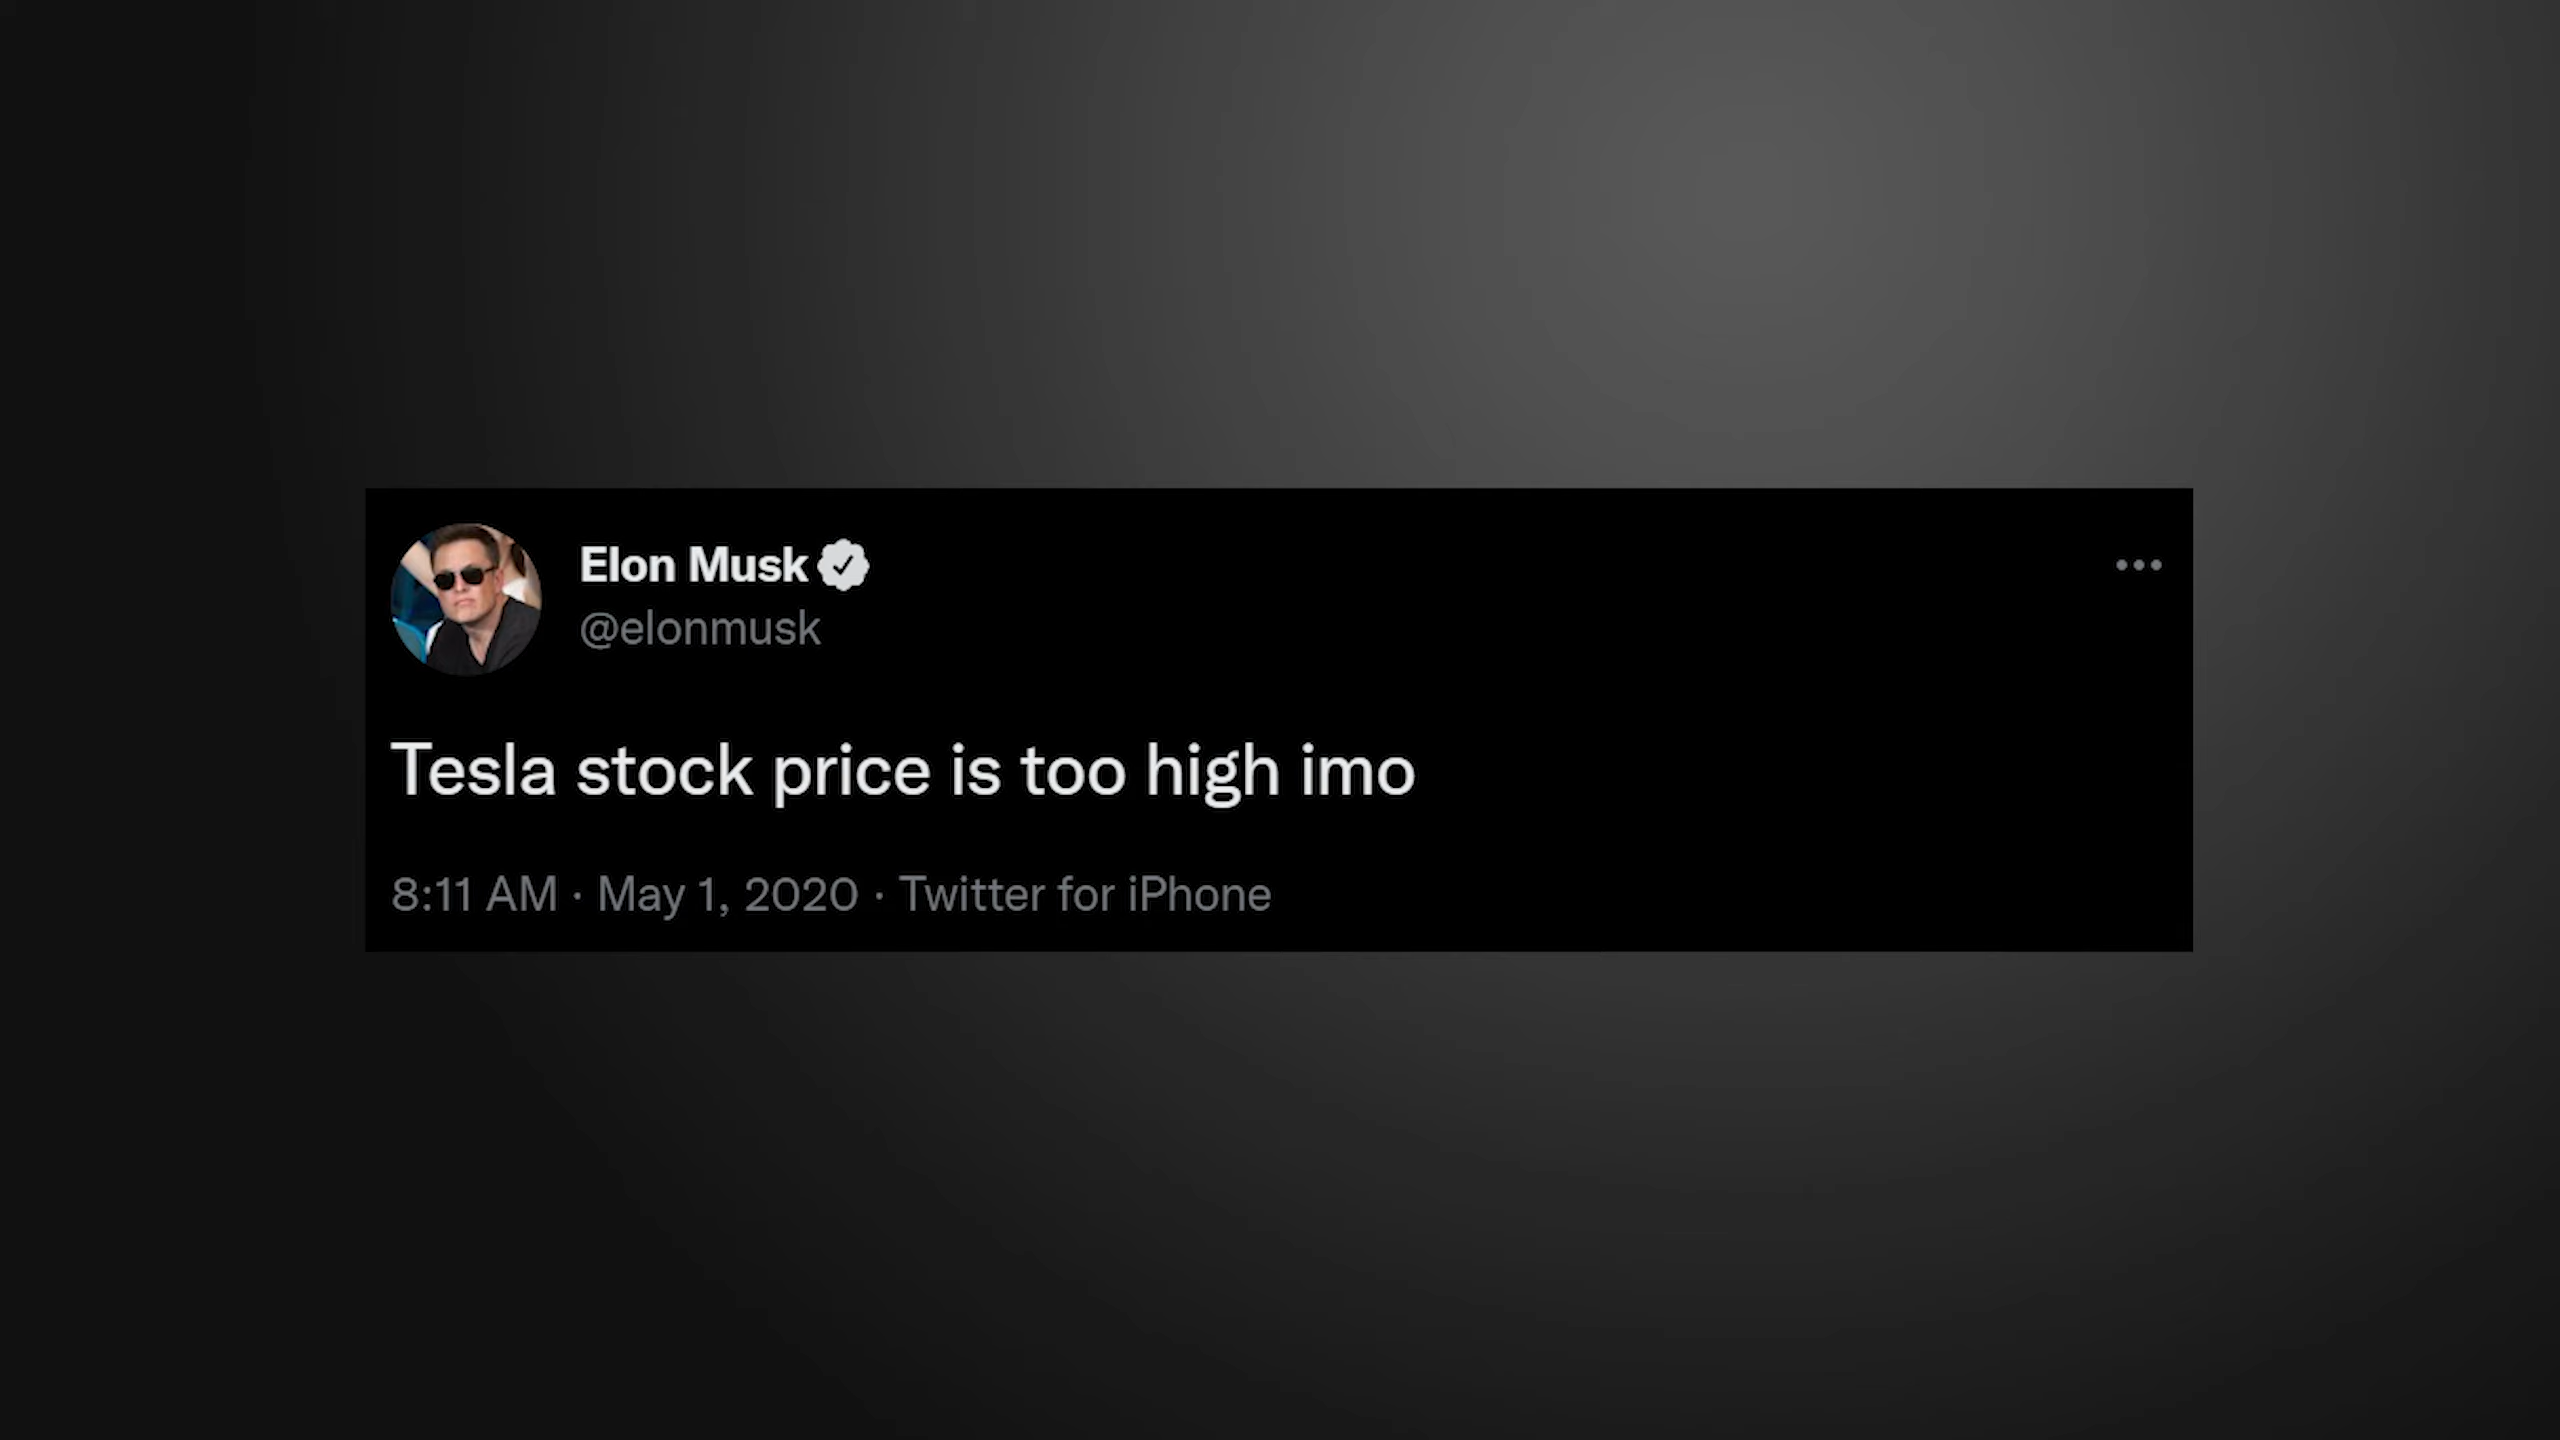 Elon Musk
@elonmusk
Tesla stock price is too high imo
8:11 AM · May 1, 2020 · Twitter for iPhone